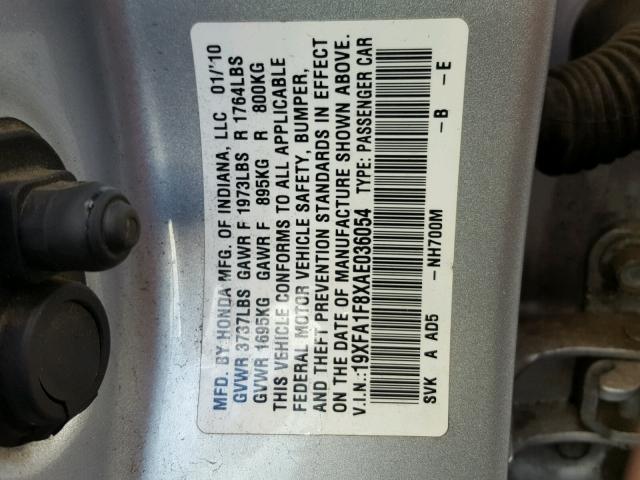 MFD. BY HONDA MFG. OF INDIANA, LLC 01/'10
GVWR 3737LBS GAWR F 1973LBS R 1764LBS
GVWR 1695KG GAWR F 895KG R 800KG
THIS VEHICLE CONFORMS TO ALL APPLICABLE
FEDERAL MOTOR VEHICLE SAFETY, BUMPER,
AND THEFT PREVENTION STANDARDS IN EFFECT
ON THE DATE OF MANUFACTURE SHOWN ABOVE.
V.I.N.:19XFA1F8XAE036054 TYPE: PASSENGER CAR
SVK A AD5 -NH700M -B -E